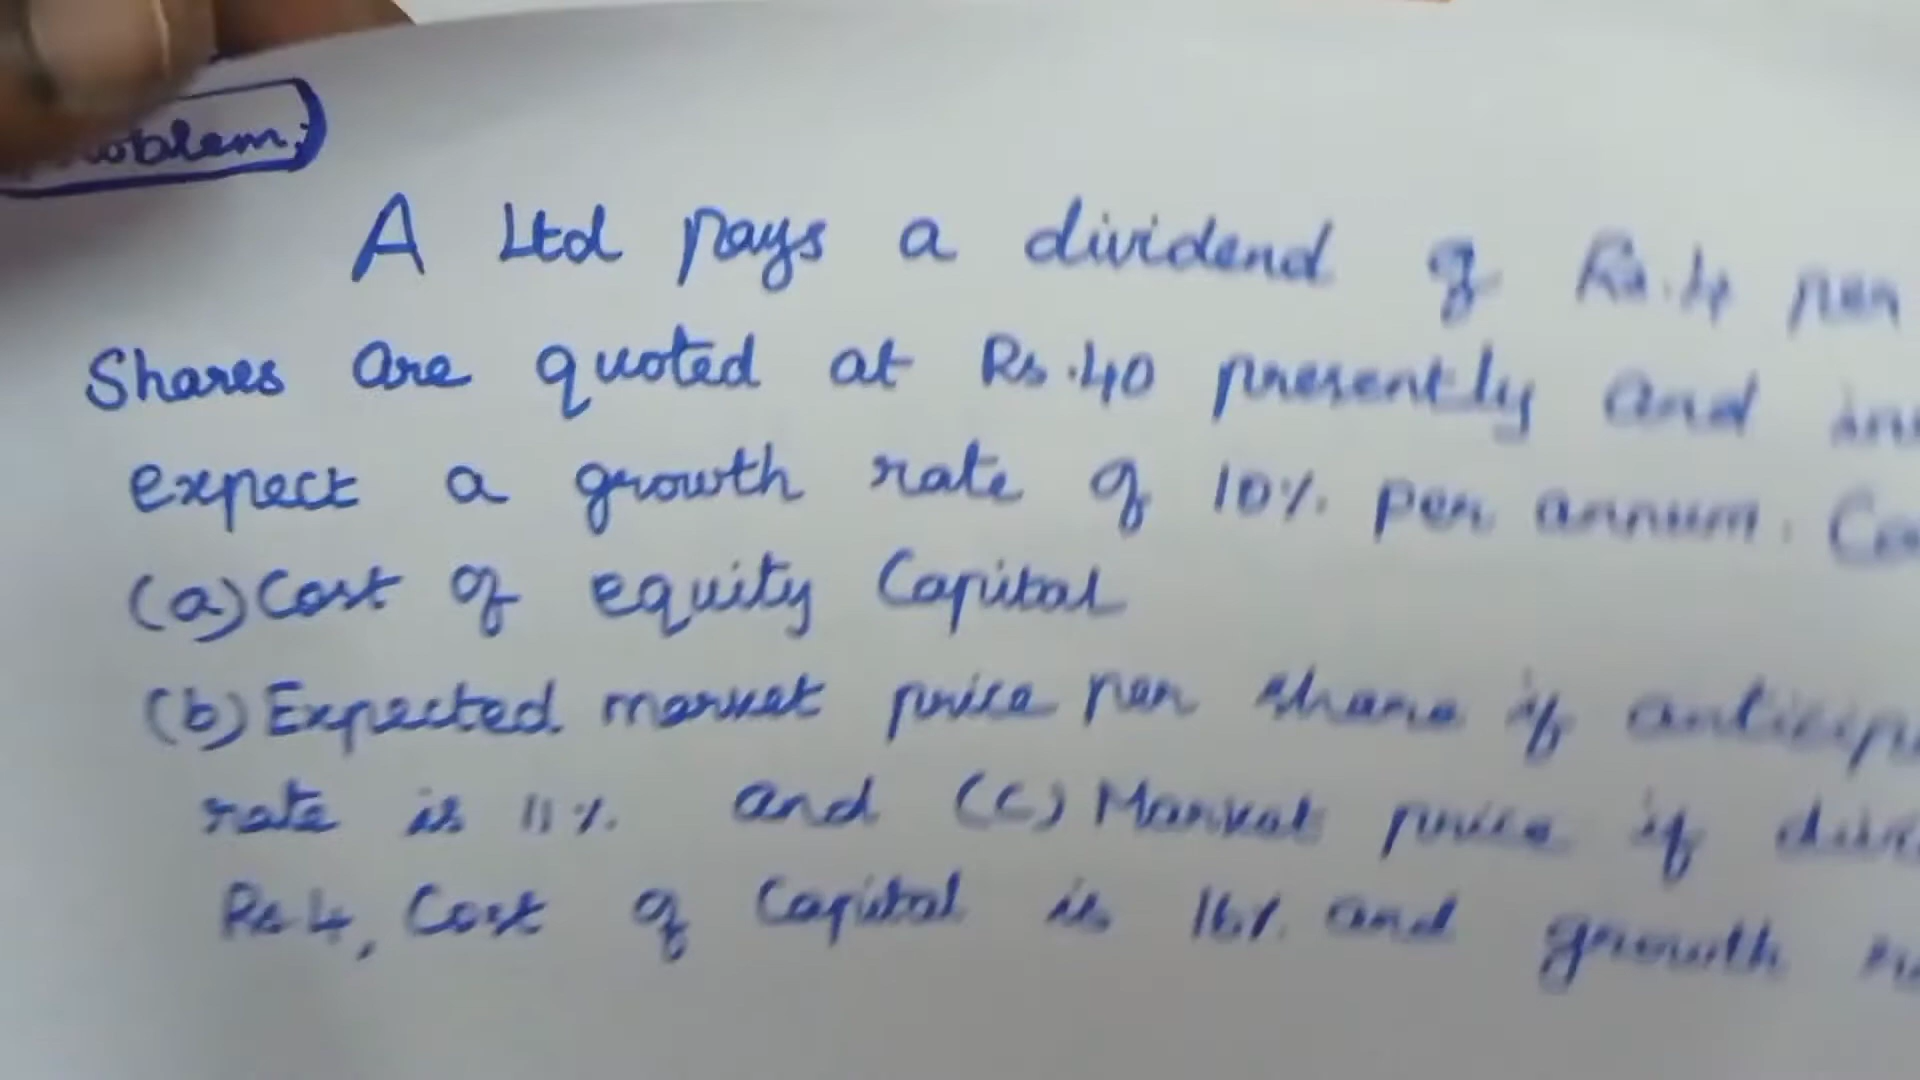 Problem:
A Ltd pays a dividend of Rs.4 per
Shares are quoted at Rs.40 presently and
expect a growth rate of 10% per annum.
(a) Cost of equity Capital
(b) Expected market price per share if
rate is 11% and (c) Market price if
Rs 4, Cost of Capital is 16% and growth